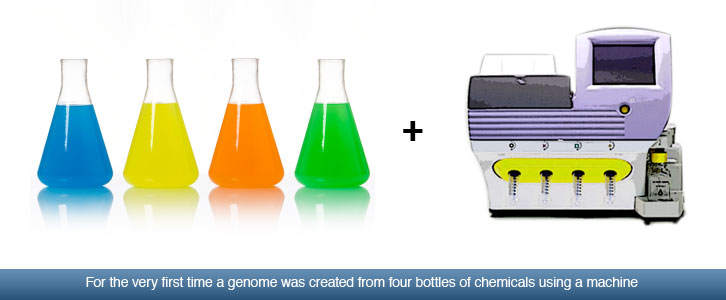 +
For the very first time a genome was created from four bottles of chemicals using a machine